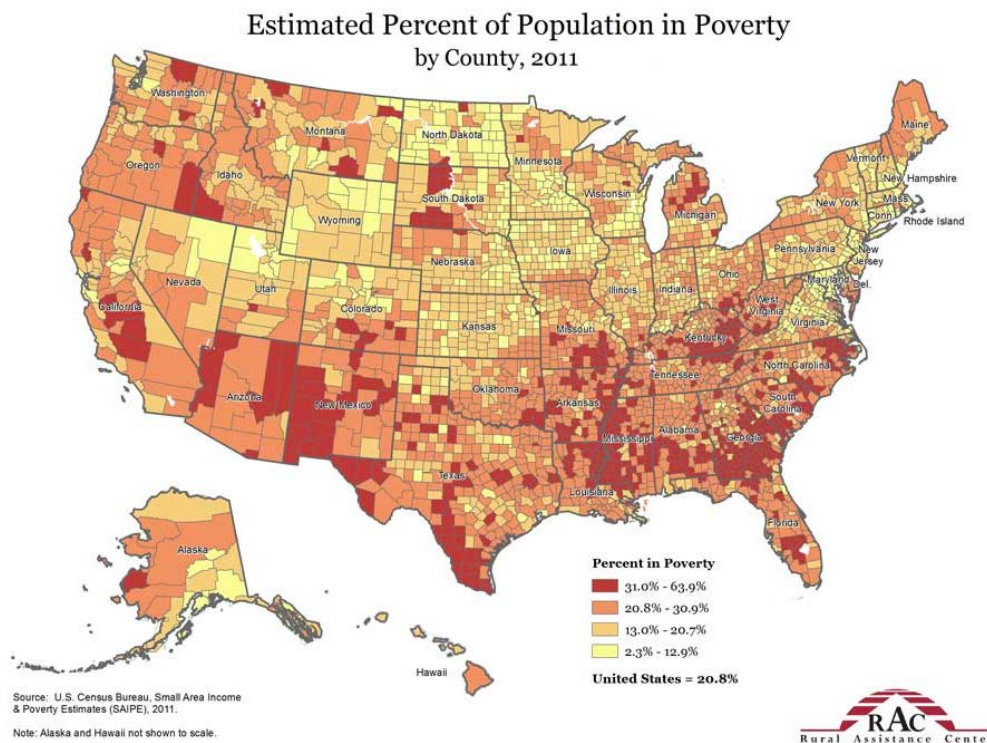 Estimated Percent of Population in Poverty
by County, 2011
Washington
Montana
North Dakota
Minnesota
Maine
Oregon
Idaho
South Dakota
Wisconsin
Vermont
New Hampshire
Wyoming
Michigan
New York
Mass
Conn
Rhode Island
Nevada
Utah
Nebraska
Iowa
Pennsylvania
New
Jersey
Illinois
Indiana
Ohio
Maryland
Del.
California
Colorado
Kansas
Missouri
West
Virginia
Virginia
Kentucky
Arizona
New Mexico
Oklahoma
Arkansas
Tennessee
North Carolina
South
Carolina
Texas
Mississippi
Alabama
Georgia
Louisiana
Florida
Alaska
Hawaii
Percent in Poverty
31.0% - 63.9%
20.8% - 30.9%
13.0% - 20.7%
2.3% - 12.9%
United States = 20.8%
Source: U.S. Census Bureau, Small Area Income
& Poverty Estimates (SAIPE), 2011.
Note: Alaska and Hawaii not shown to scale.
RAC
Rural Assistance Cente